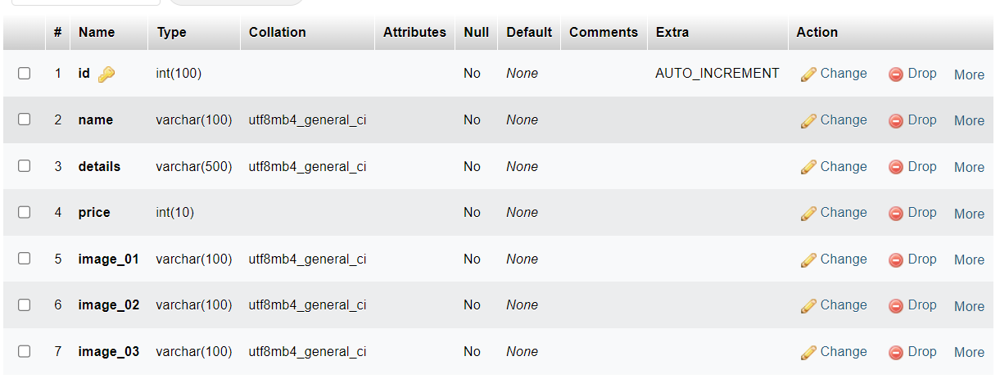 # Name Type Collation Attributes Null Default Comments Extra Action
1 id int(100) No None AUTO_INCREMENT Change Drop More
2 name varchar(100) utf8mb4_general_ci No None Change Drop More
3 details varchar(500) utf8mb4_general_ci No None Change Drop More
4 price int(10) No None Change Drop More
5 image_01 varchar(100) utf8mb4_general_ci No None Change Drop More
6 image_02 varchar(100) utf8mb4_general_ci No None Change Drop More
7 image_03 varchar(100) utf8mb4_general_ci No None Change Drop More